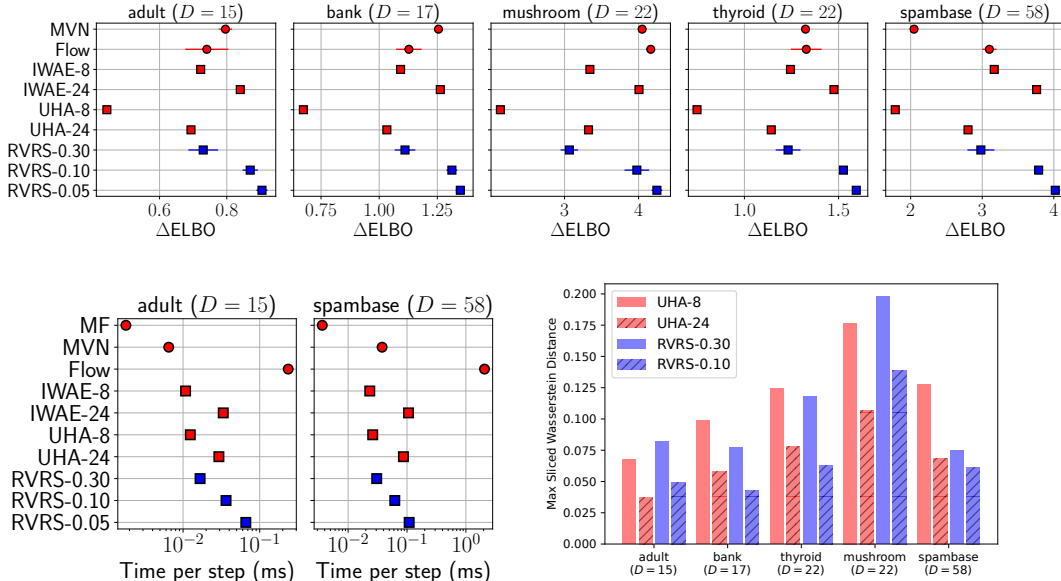 adult (D = 15) bank (D = 17) mushroom (D = 22) thyroid (D = 22) spambase (D = 58)
MVN
Flow
IWAE-8
IWAE-24
UHA-8
UHA-24
RVRS-0.30
RVRS-0.10
RVRS-0.05
0.6 0.8 0.75 1.00 1.25 3 4 1.0 1.5 2 3 4
ΔELBO ΔELBO ΔELBO ΔELBO ΔELBO
adult (D = 15) spambase (D = 58)
MF
MVN
Flow
IWAE-8
IWAE-24
UHA-8
UHA-24
RVRS-0.30
RVRS-0.10
RVRS-0.05
10⁻² 10⁻¹ 10⁻² 10⁻¹ 10⁰
Time per step (ms) Time per step (ms)
Max Sliced Wasserstein Distance
0.200
0.175
0.150
0.125
0.100
0.075
0.050
0.025
0.000
UHA-8
UHA-24
RVRS-0.30
RVRS-0.10
adult bank thyroid mushroom spambase
(D = 15) (D = 17) (D = 22) (D = 22) (D = 58)